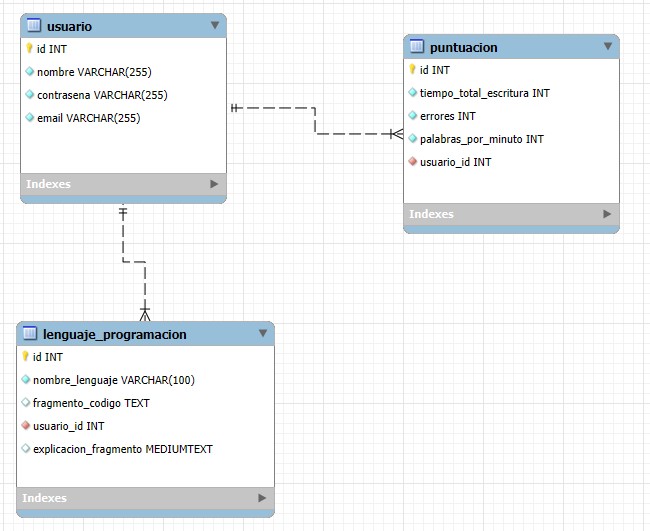 usuario
id INT
nombre VARCHAR(255)
contrasena VARCHAR(255)
email VARCHAR(255)
Indexes
puntuacion
id INT
tiempo_total_escritura INT
errores INT
palabras_por_minuto INT
usuario_id INT
Indexes
lenguaje_programacion
id INT
nombre_lenguaje VARCHAR(100)
fragmento_codigo TEXT
usuario_id INT
explicacion_fragmento MEDIUMTEXT
Indexes